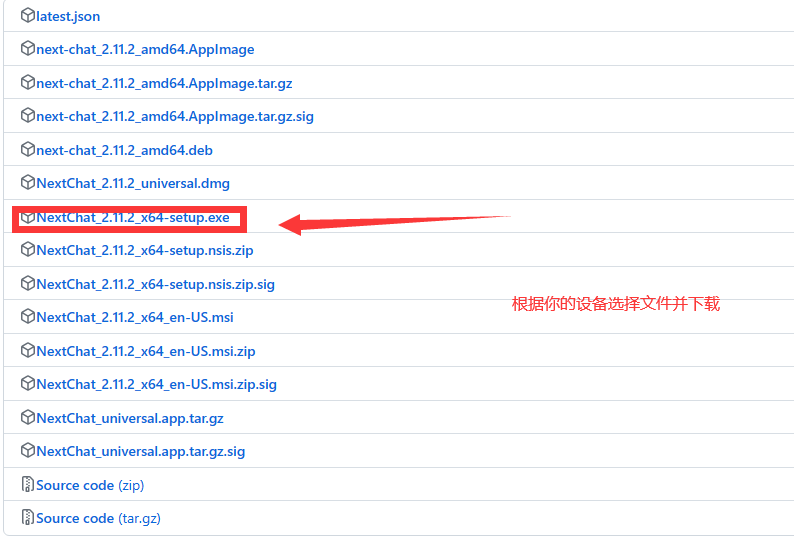 latest.json
next-chat_2.11.2_amd64.AppImage
next-chat_2.11.2_amd64.AppImage.tar.gz
next-chat_2.11.2_amd64.AppImage.tar.gz.sig
next-chat_2.11.2_amd64.deb
NextChat_2.11.2_universal.dmg
NextChat_2.11.2_x64-setup.exe
NextChat_2.11.2_x64-setup.nsis.zip
NextChat_2.11.2_x64-setup.nsis.zip.sig
根据你的设备选择文件并下载
NextChat_2.11.2_x64_en-US.msi
NextChat_2.11.2_x64_en-US.msi.zip
NextChat_2.11.2_x64_en-US.msi.zip.sig
NextChat_universal.app.tar.gz
NextChat_universal.app.tar.gz.sig
Source code (zip)
Source code (tar.gz)